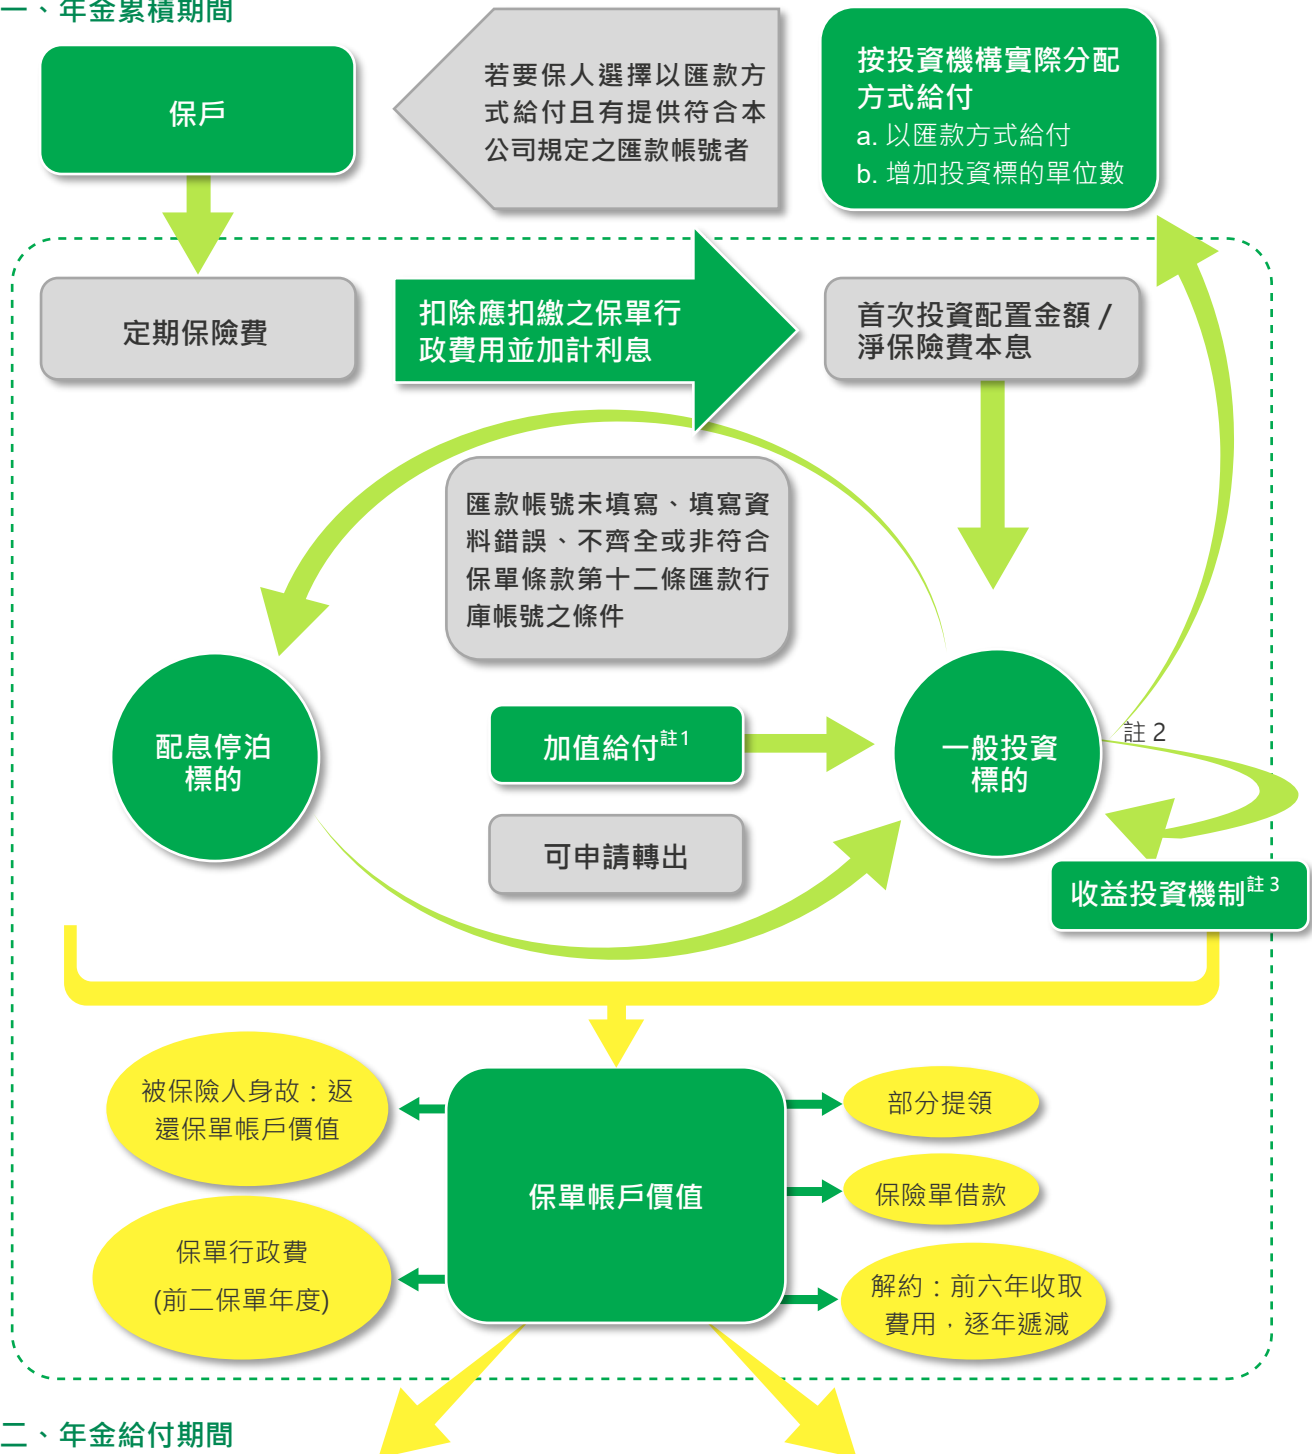 一、年金累積期間
保戶
若要保人選擇以匯款方
式給付且有提供符合本
公司規定之匯款帳號者
按投資機構實際分配
方式給付
a. 以匯款方式給付
b. 增加投資標的單位數
定期保險費
扣除應扣繳之保單行
政費用並加計利息
首次投資配置金額 /
淨保險費本息
匯款帳號未填寫、填寫資
料錯誤、不齊全或非符合
保單條款第十二條匯款行
庫帳號之條件
配息停泊
標的
加值給付註1
可申請轉出
一般投資
標的
註 2
收益投資機制註 3
被保險人身故：返
還保單帳戶價值
保單行政費
(前二保單年度)
保單帳戶價值
部分提領
保險單借款
解約：前六年收取
費用，逐年遞減
二、年金給付期間